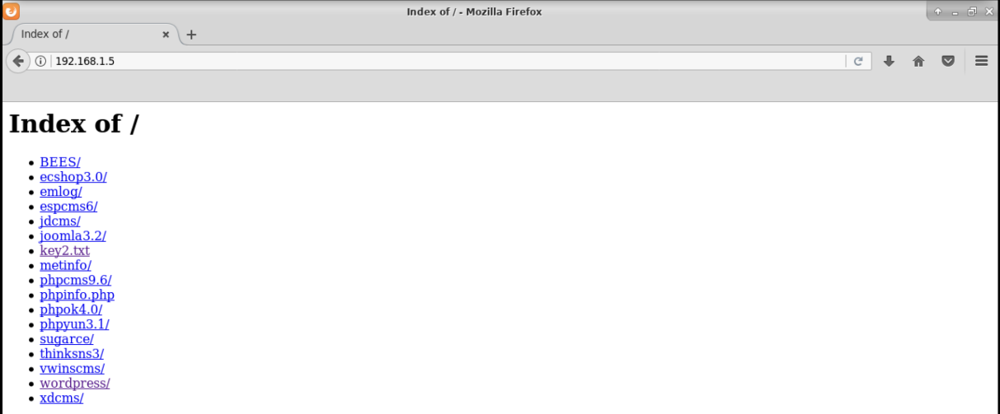 Index of / - Mozilla Firefox
Index of /
192.168.1.5
Index of /
BEES/
ecshop3.0/
emlog/
espcms6/
jdcms/
joomla3.2/
key2.txt
metinfo/
phpcms9.6/
phpinfo.php
phpok4.0/
phpyun3.1/
sugarce/
thinksns3/
vwinscms/
wordpress/
xdcms/